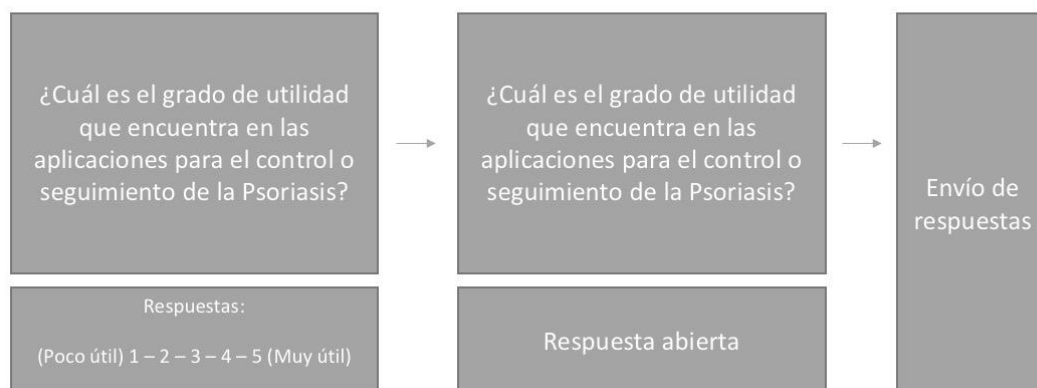 ¿Cuál es el grado de utilidad
que encuentra en las
aplicaciones para el control o
seguimiento de la Psoriasis?
Respuestas:
(Poco útil) 1 – 2 – 3 – 4 – 5 (Muy útil)
¿Cuál es el grado de utilidad
que encuentra en las
aplicaciones para el control o
seguimiento de la Psoriasis?
Respuesta abierta
Envío de
respuestas